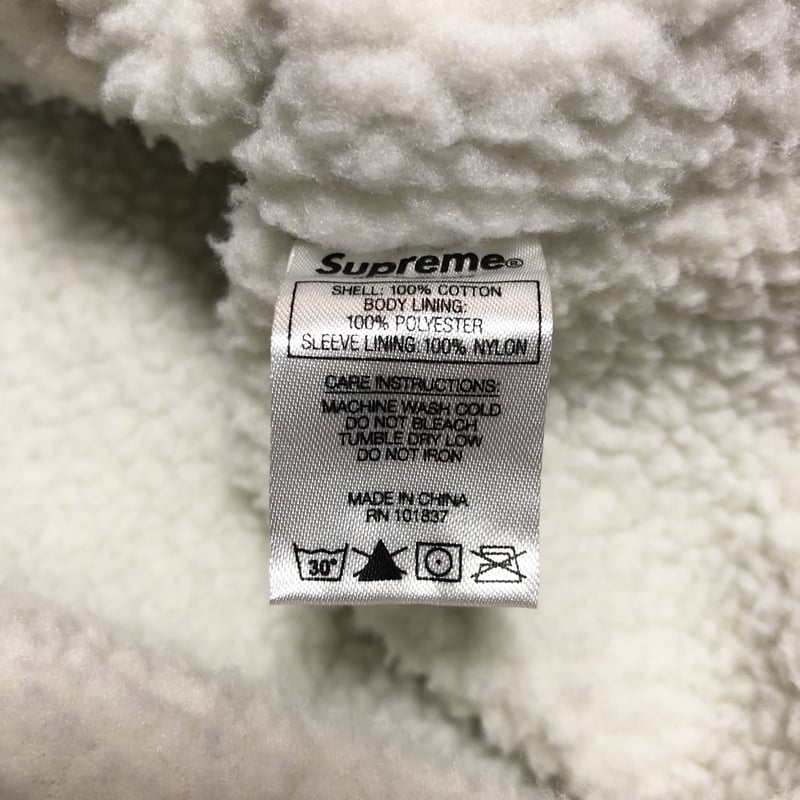 Supreme®
SHELL: 100% COTTON
BODY LINING:
100% POLYESTER
SLEEVE LINING: 100% NYLON
CARE INSTRUCTIONS:
MACHINE WASH COLD
DO NOT BLEACH
TUMBLE DRY LOW
DO NOT IRON
MADE IN CHINA
RN 101837
30°